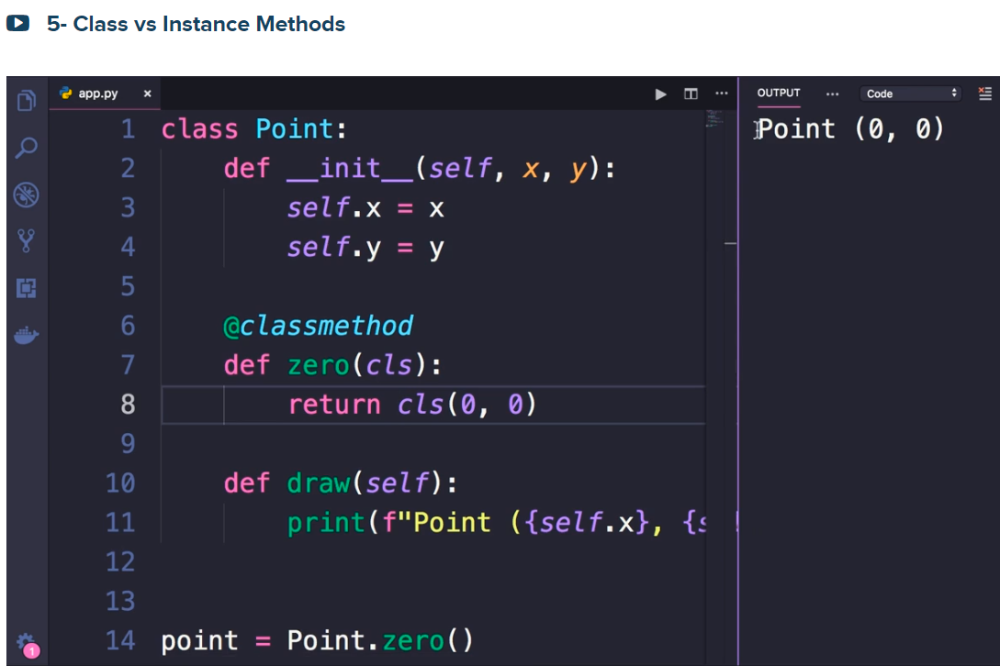 5- Class vs Instance Methods
app.py ×
OUTPUT ··· Code
1 class Point:
2 def __init__(self, x, y):
3 self.x = x
4 self.y = y
5
6 @classmethod
7 def zero(cls):
8 return cls(0, 0)
9
10 def draw(self):
11 print(f"Point ({self.x}, {s
12
13
14 point = Point.zero()
1
Point (0, 0)